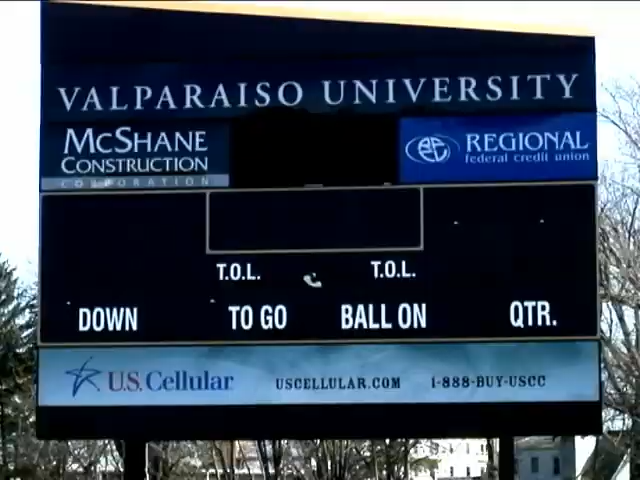 VALPARAISO UNIVERSITY
MCSHANE
CONSTRUCTION
CORPORATION
REGIONAL
federal credit union
T.O.L. T.O.L.
DOWN TO GO BALL ON QTR.
U.S. Cellular USCELLULAR.COM 1-888-BUY-USCC